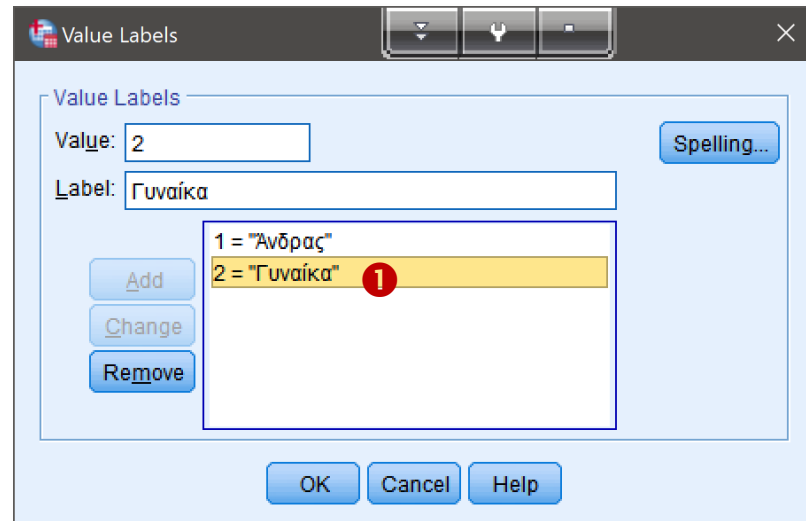 Value Labels
Value Labels
Value: 2
Spelling...
Label: Γυναίκα
1 = "Άνδρας"
2 = "Γυναίκα" 1
Add
Change
Remove
OK Cancel Help